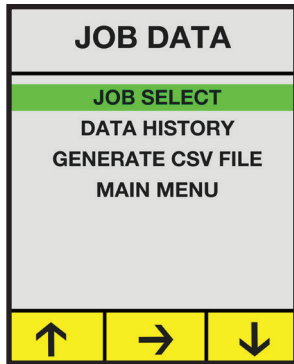 JOB DATA
JOB SELECT
DATA HISTORY
GENERATE CSV FILE
MAIN MENU